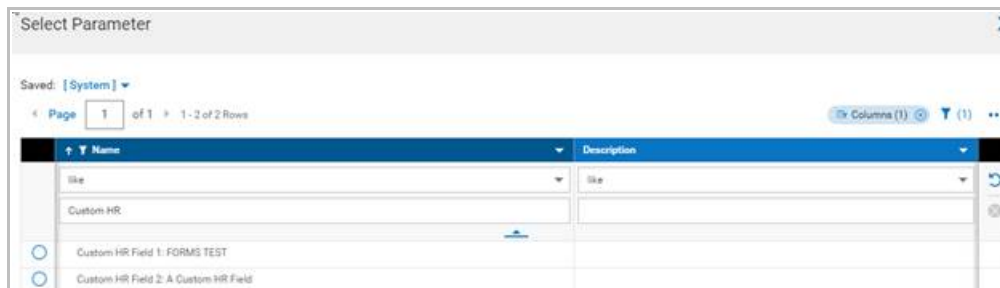 Select Parameter
Saved: [System]
Page 1 of 1 1 - 2 of 2 Rows Columns (1) (1)
Name Description
like like
Custom HR
Custom HR Field 1: FORMS TEST
Custom HR Field 2: A Custom HR Field